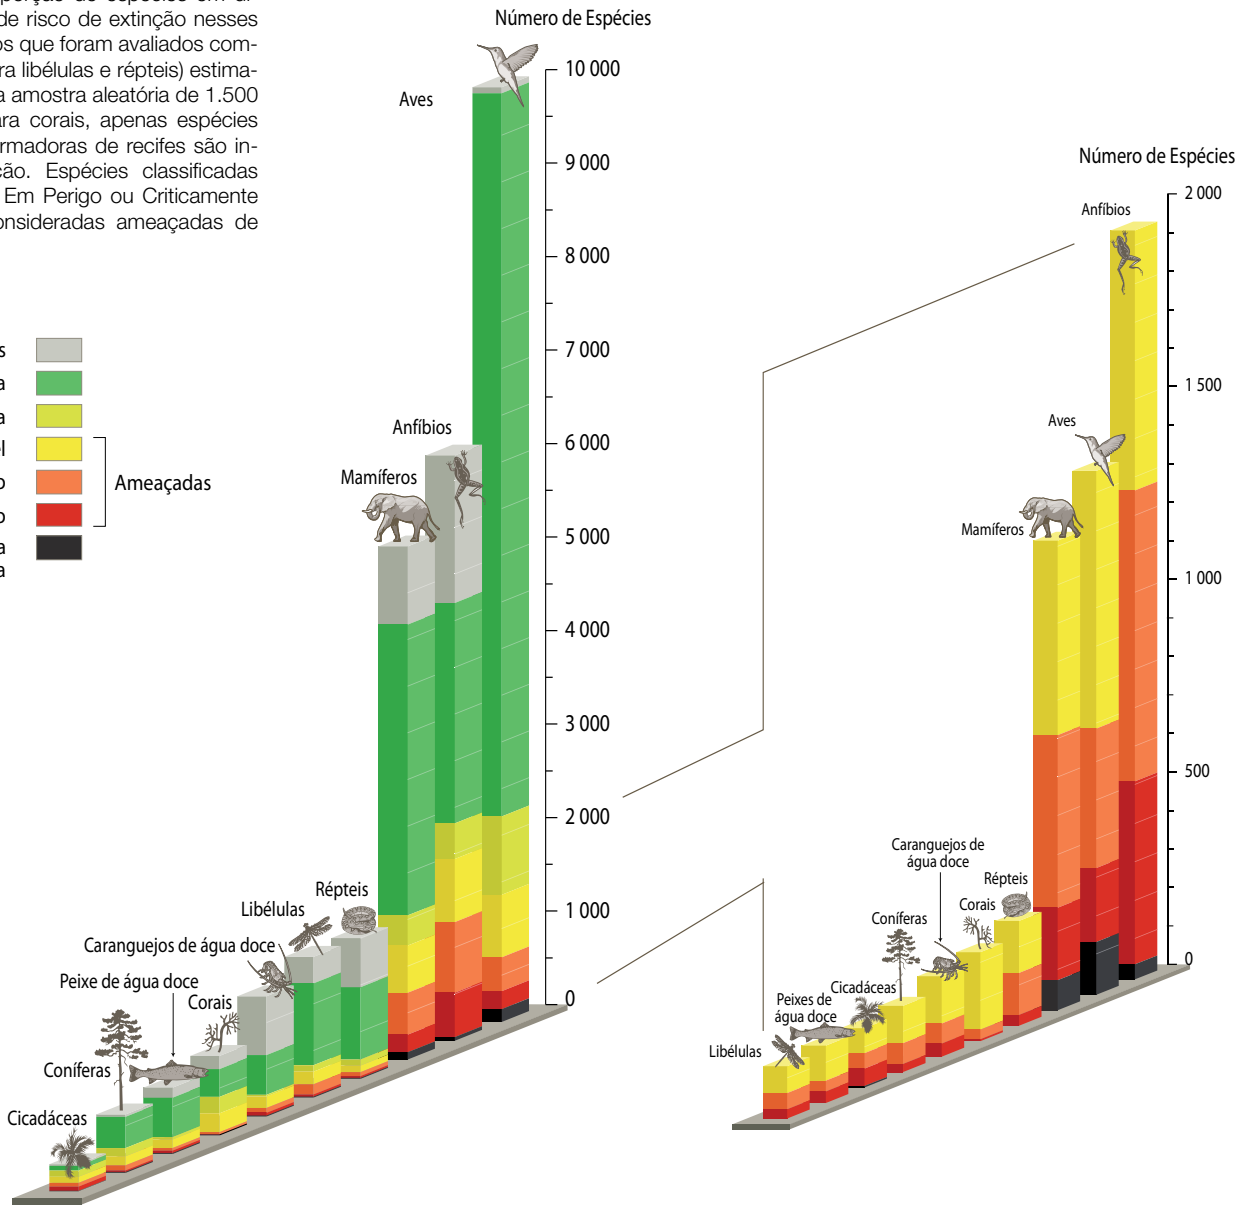 de risco de extinção nesses
os que foram avaliados com-
ra libélulas e répteis) estima-
a amostra aleatória de 1.500
ara corais, apenas espécies
rmadoras de recifes são in-
ção. Espécies classificadas
Em Perigo ou Criticamente
onsideradas ameaçadas de
s
a
a
el
o
o
a
a
Ameaçadas
Número de Espécies
10 000
9 000
8 000
7 000
6 000
5 000
4 000
3 000
2 000
1 000
0
Aves
Anfíbios
Mamíferos
Répteis
Libélulas
Caranguejos de água doce
Peixe de água doce
Corais
Coníferas
Cicadáceas
Número de Espécies
2 000
1 500
1 000
500
0
Anfíbios
Aves
Mamíferos
Caranguejos de
água doce
Répteis
Corais
Coníferas
Cicadáceas
Peixes de
água doce
Libélulas